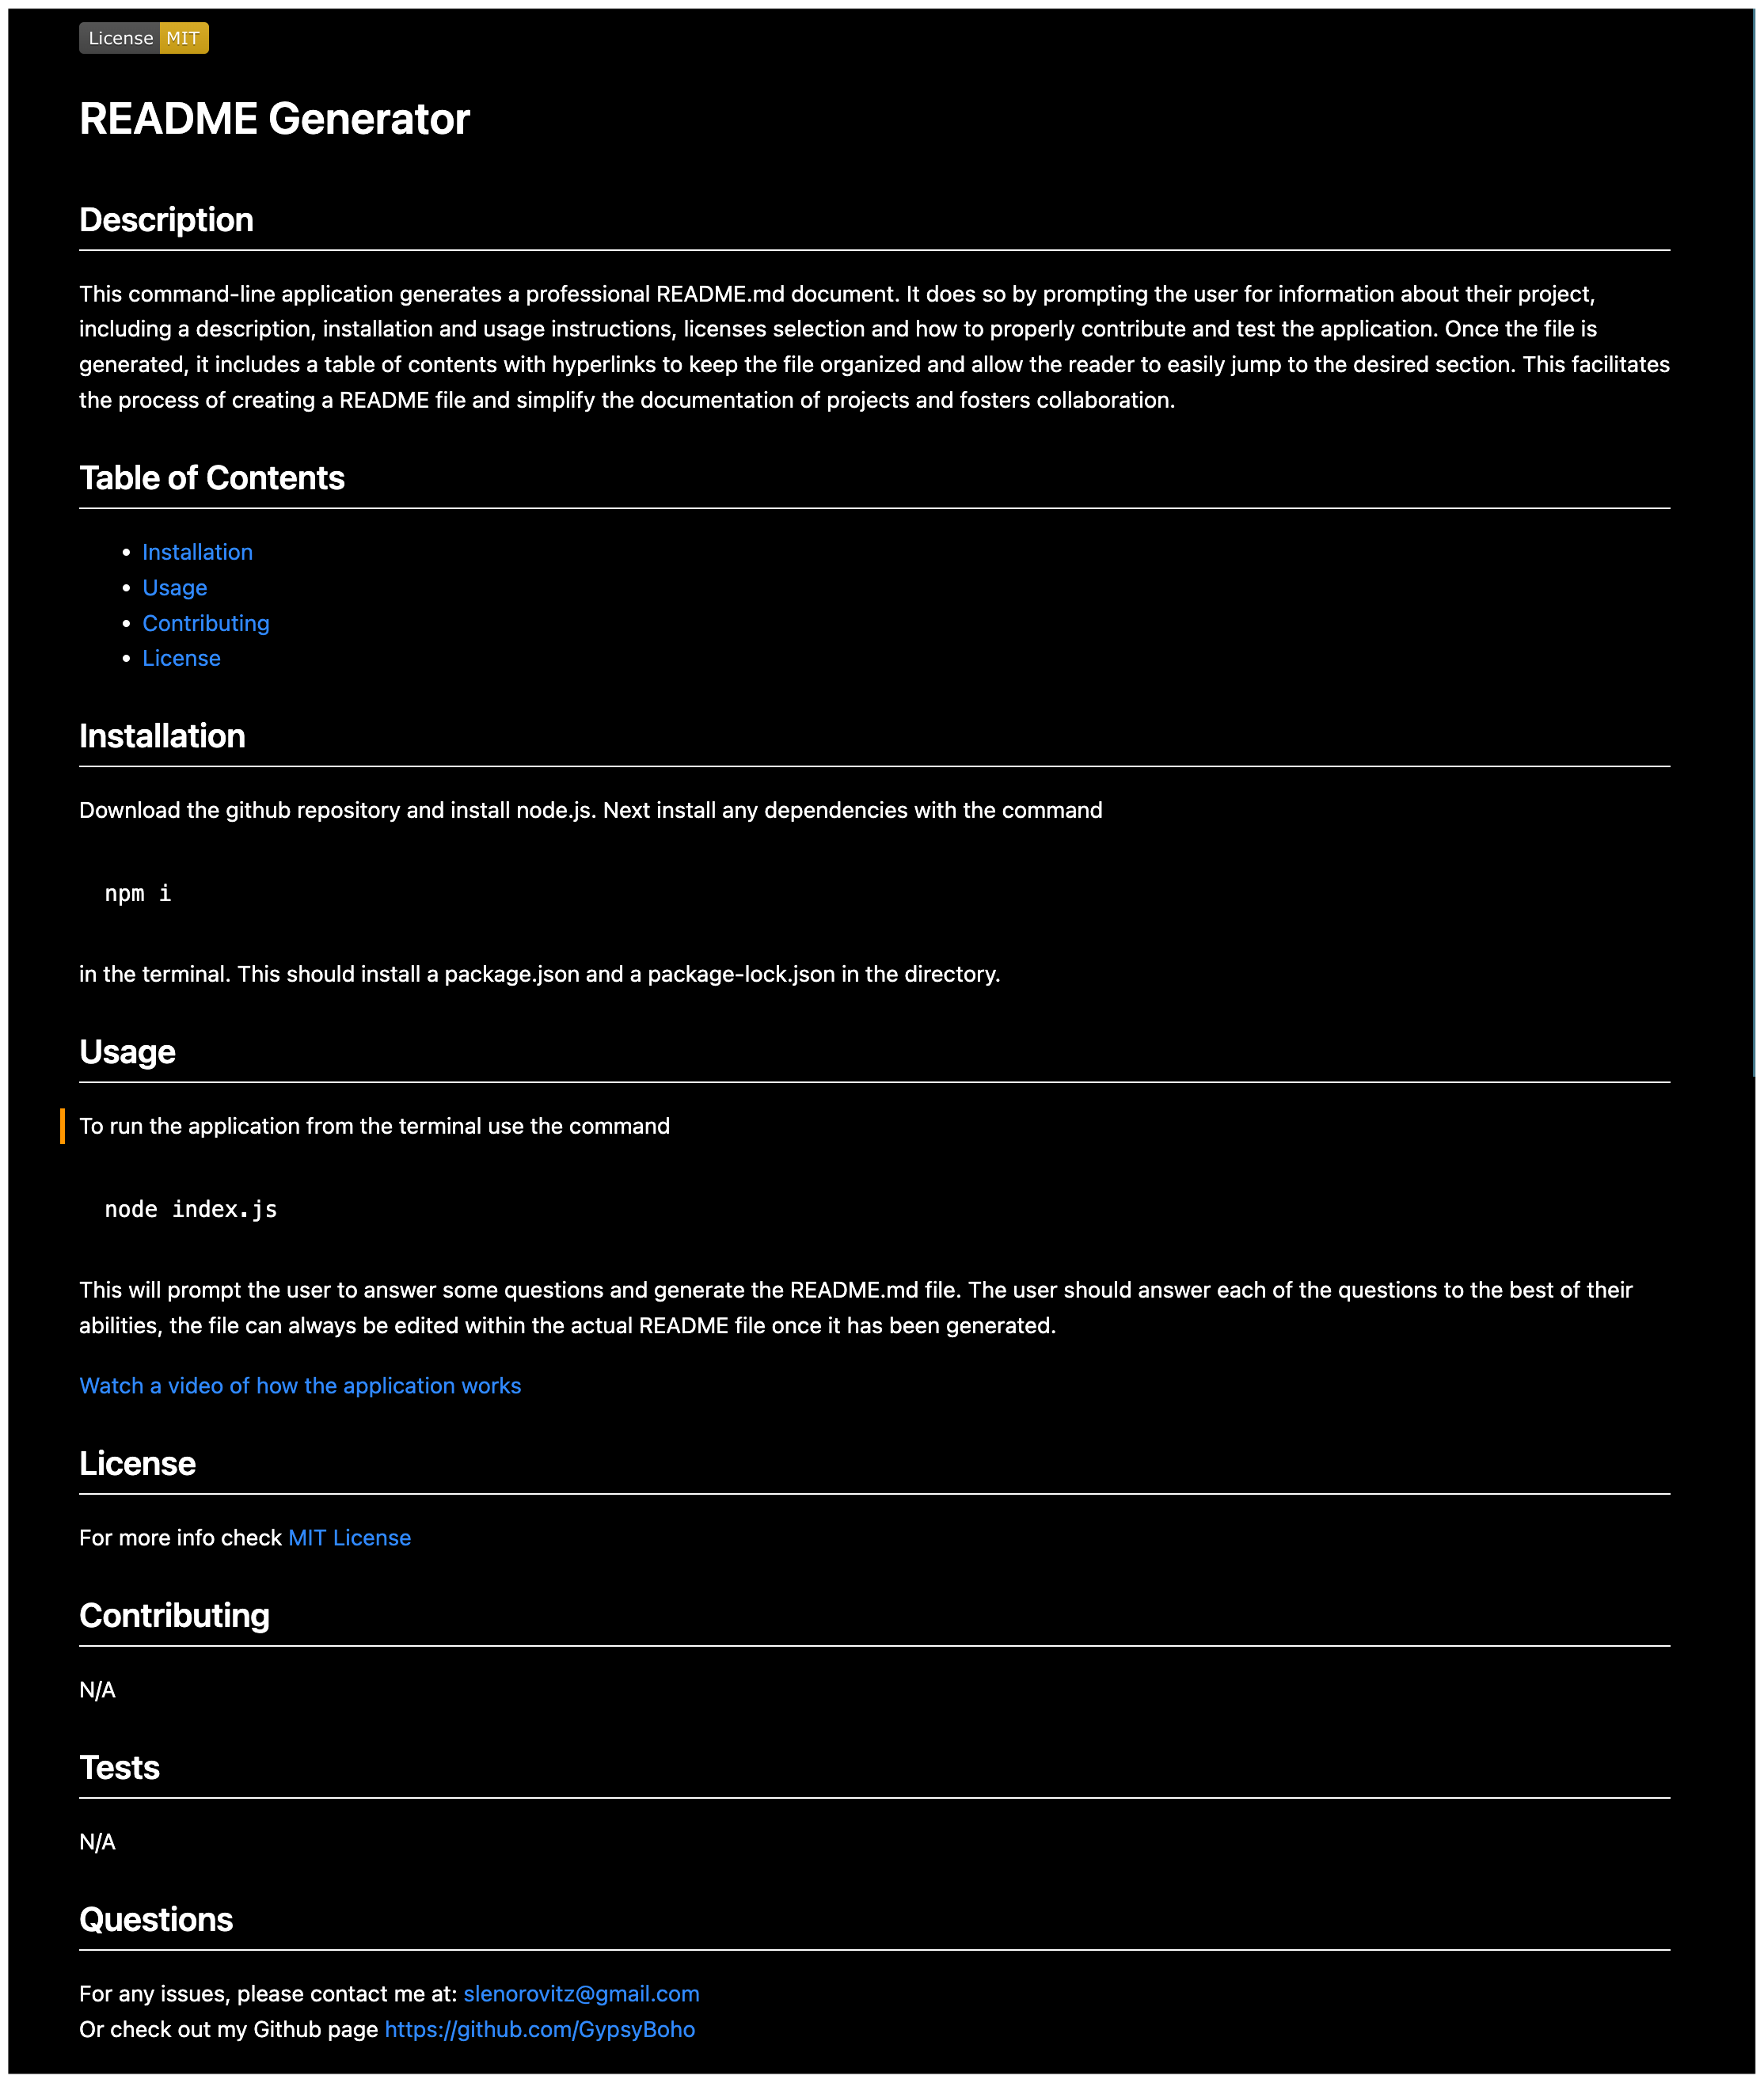 License MIT
README Generator
Description
This command-line application generates a professional README.md document. It does so by prompting the user for information about their project,
including a description, installation and usage instructions, licenses selection and how to properly contribute and test the application. Once the file is
generated, it includes a table of contents with hyperlinks to keep the file organized and allow the reader to easily jump to the desired section. This facilitates
the process of creating a README file and simplify the documentation of projects and fosters collaboration.
Table of Contents
• Installation
• Usage
• Contributing
• License
Installation
Download the github repository and install node.js. Next install any dependencies with the command
npm i
in the terminal. This should install a package.json and a package-lock.json in the directory.
Usage
To run the application from the terminal use the command
node index.js
This will prompt the user to answer some questions and generate the README.md file. The user should answer each of the questions to the best of their
abilities, the file can always be edited within the actual README file once it has been generated.
Watch a video of how the application works
License
For more info check MIT License
Contributing
N/A
Tests
N/A
Questions
For any issues, please contact me at: slenorovitz@gmail.com
Or check out my Github page https://github.com/GypsyBoho